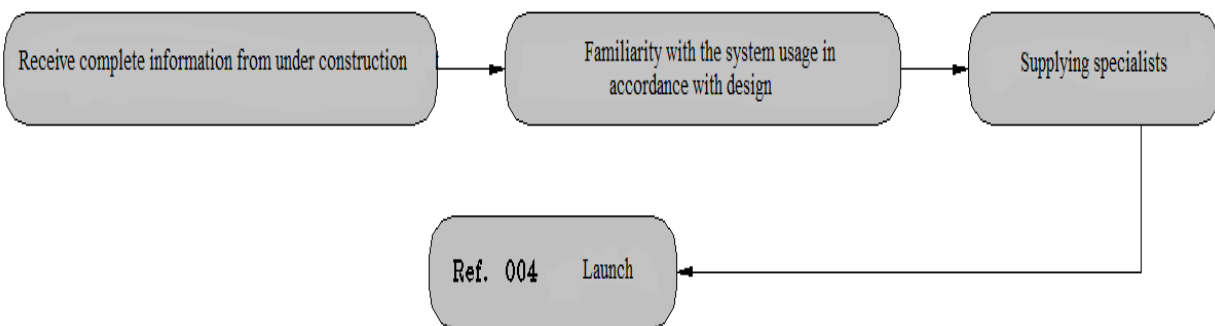 Receive complete information from under construction
Familiarity with the system usage in
accordance with design
Supplying specialists
Ref. 004 Launch